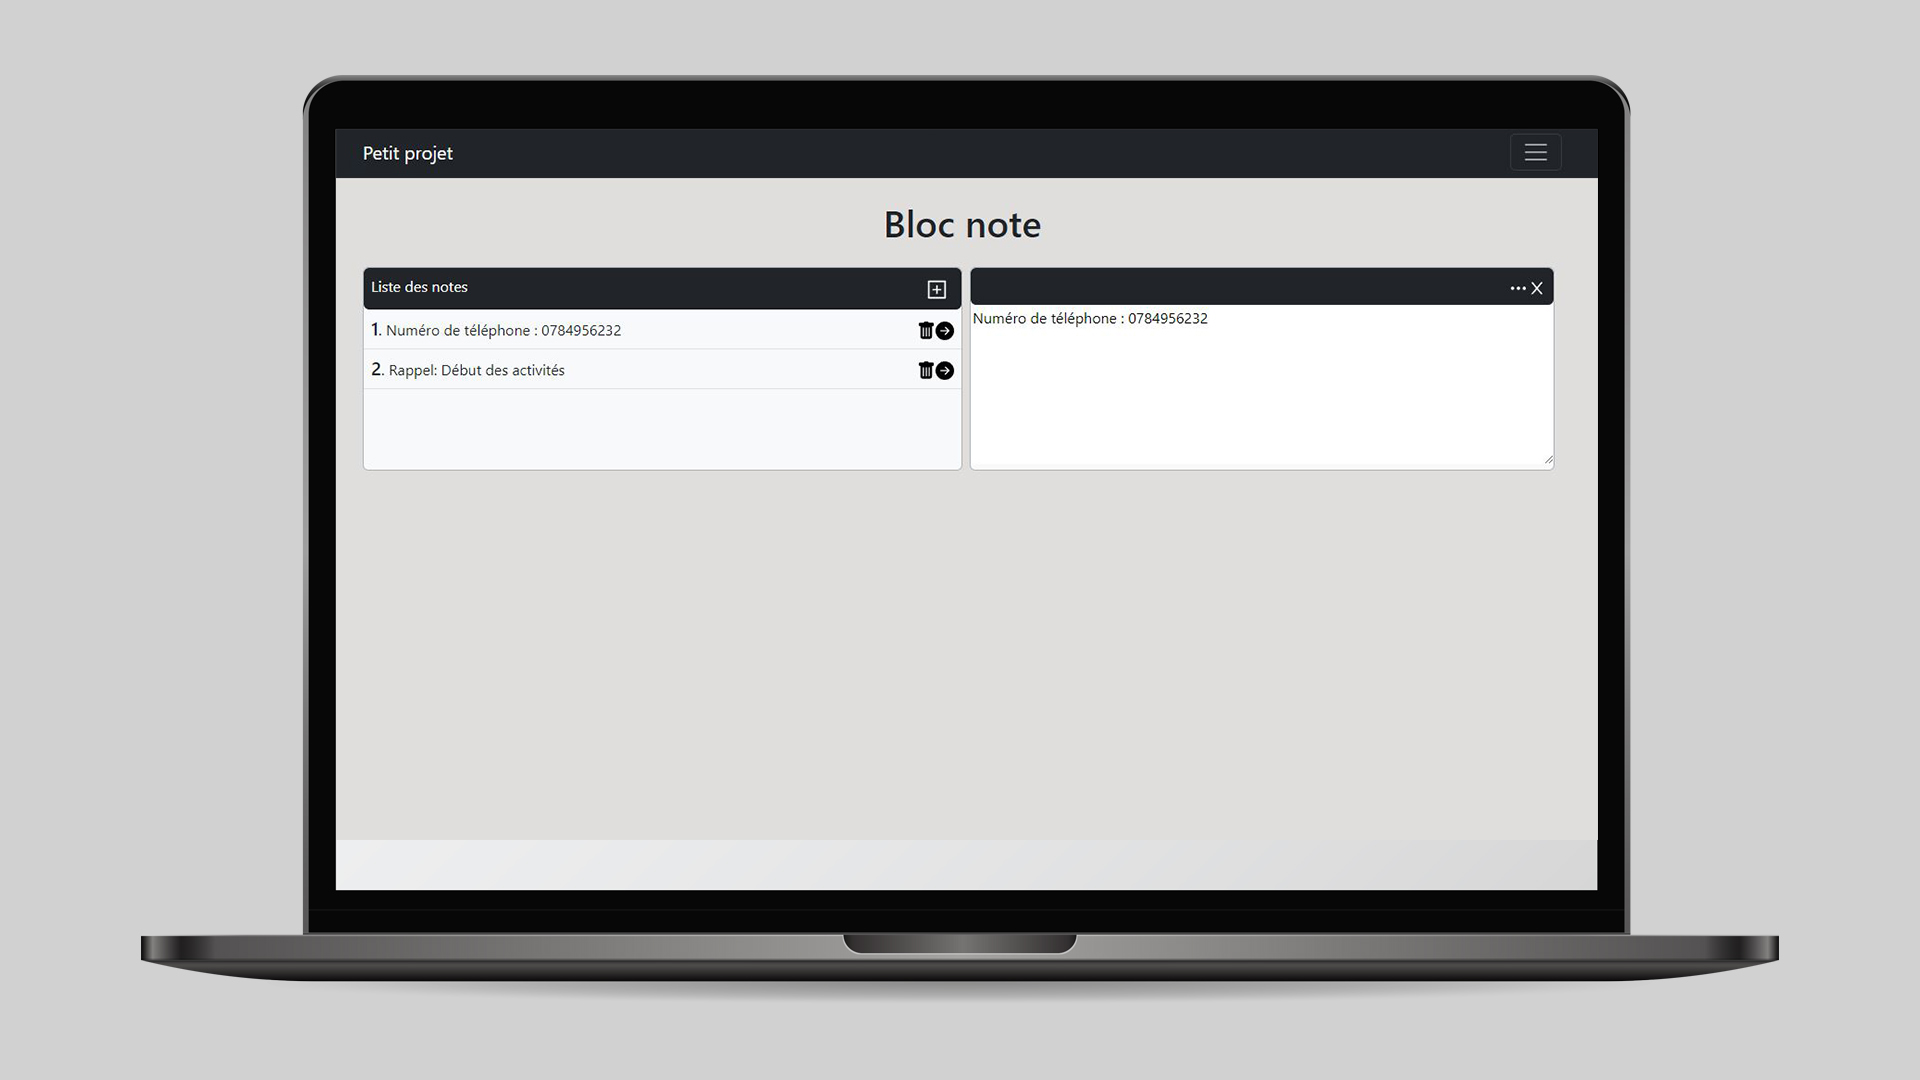 Petit projet
Bloc note
Liste des notes
1. Numéro de téléphone : 0784956232
2. Rappel: Début des activités
Numéro de téléphone : 0784956232